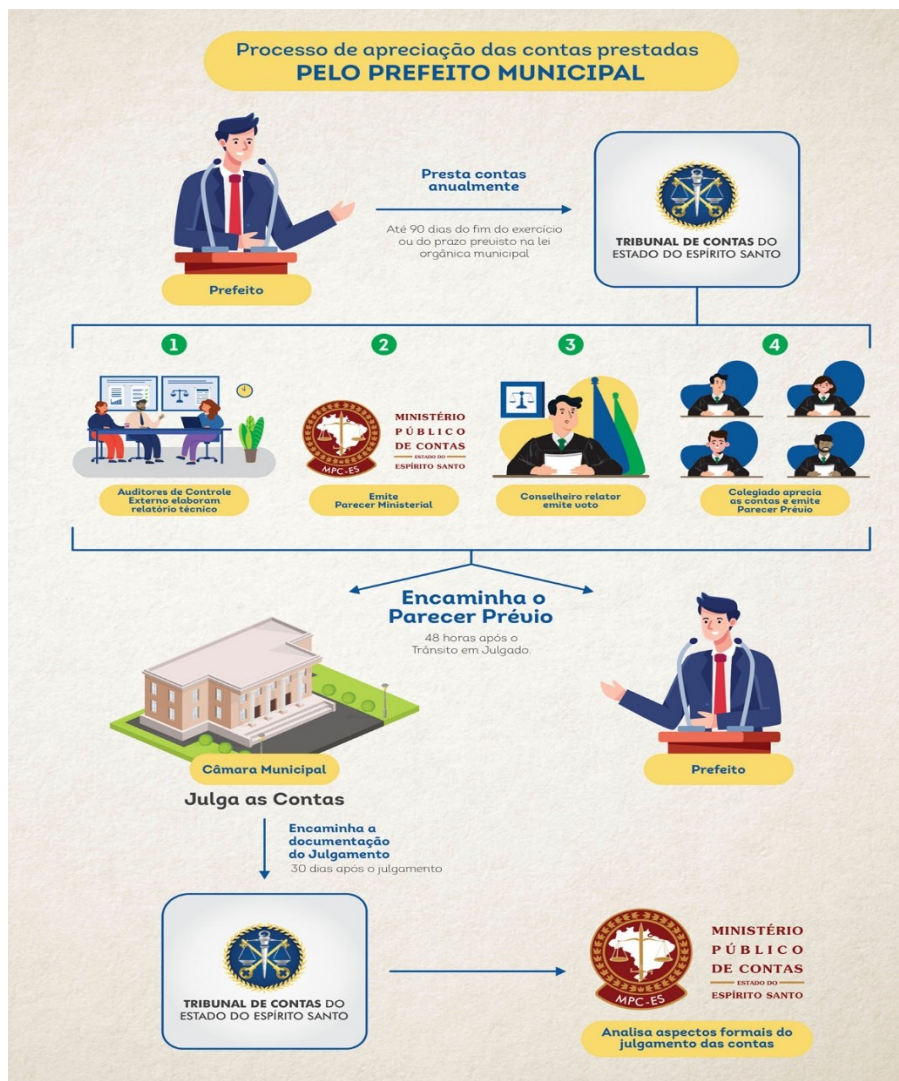 Processo de apreciação das contas prestadas
PELO PREFEITO MUNICIPAL
Presta contas
anualmente
Até 90 dias do fim do exercício
ou do prazo previsto na lei
orgânica municipal
TRIBUNAL DE CONTAS DO
ESTADO DO ESPÍRITO SANTO
Prefeito
1
2
3
4
MPC-ES
MINISTÉRIO
PÚBLICO
DE CONTAS
ESTADO DO
ESPÍRITO SANTO
Auditores de Controle
Externo elaboram
relatório técnico
Emite
Parecer Ministerial
Conselheiro relator
emite voto
Colegiado aprecia
as contas e emite
Parecer Prévio
Encaminha o
Parecer Prévio
48 horas após o
Trânsito em Julgado.
Câmara Municipal
Prefeito
Julga as Contas
Encaminha a
documentação
do Julgamento
30 dias após o julgamento
TRIBUNAL DE CONTAS DO
ESTADO DO ESPÍRITO SANTO
MPC-ES
MINISTÉRIO
PÚBLICO
DE CONTAS
ESTADO DO
ESPÍRITO SANTO
Analisa aspectos formais do
julgamento das contas